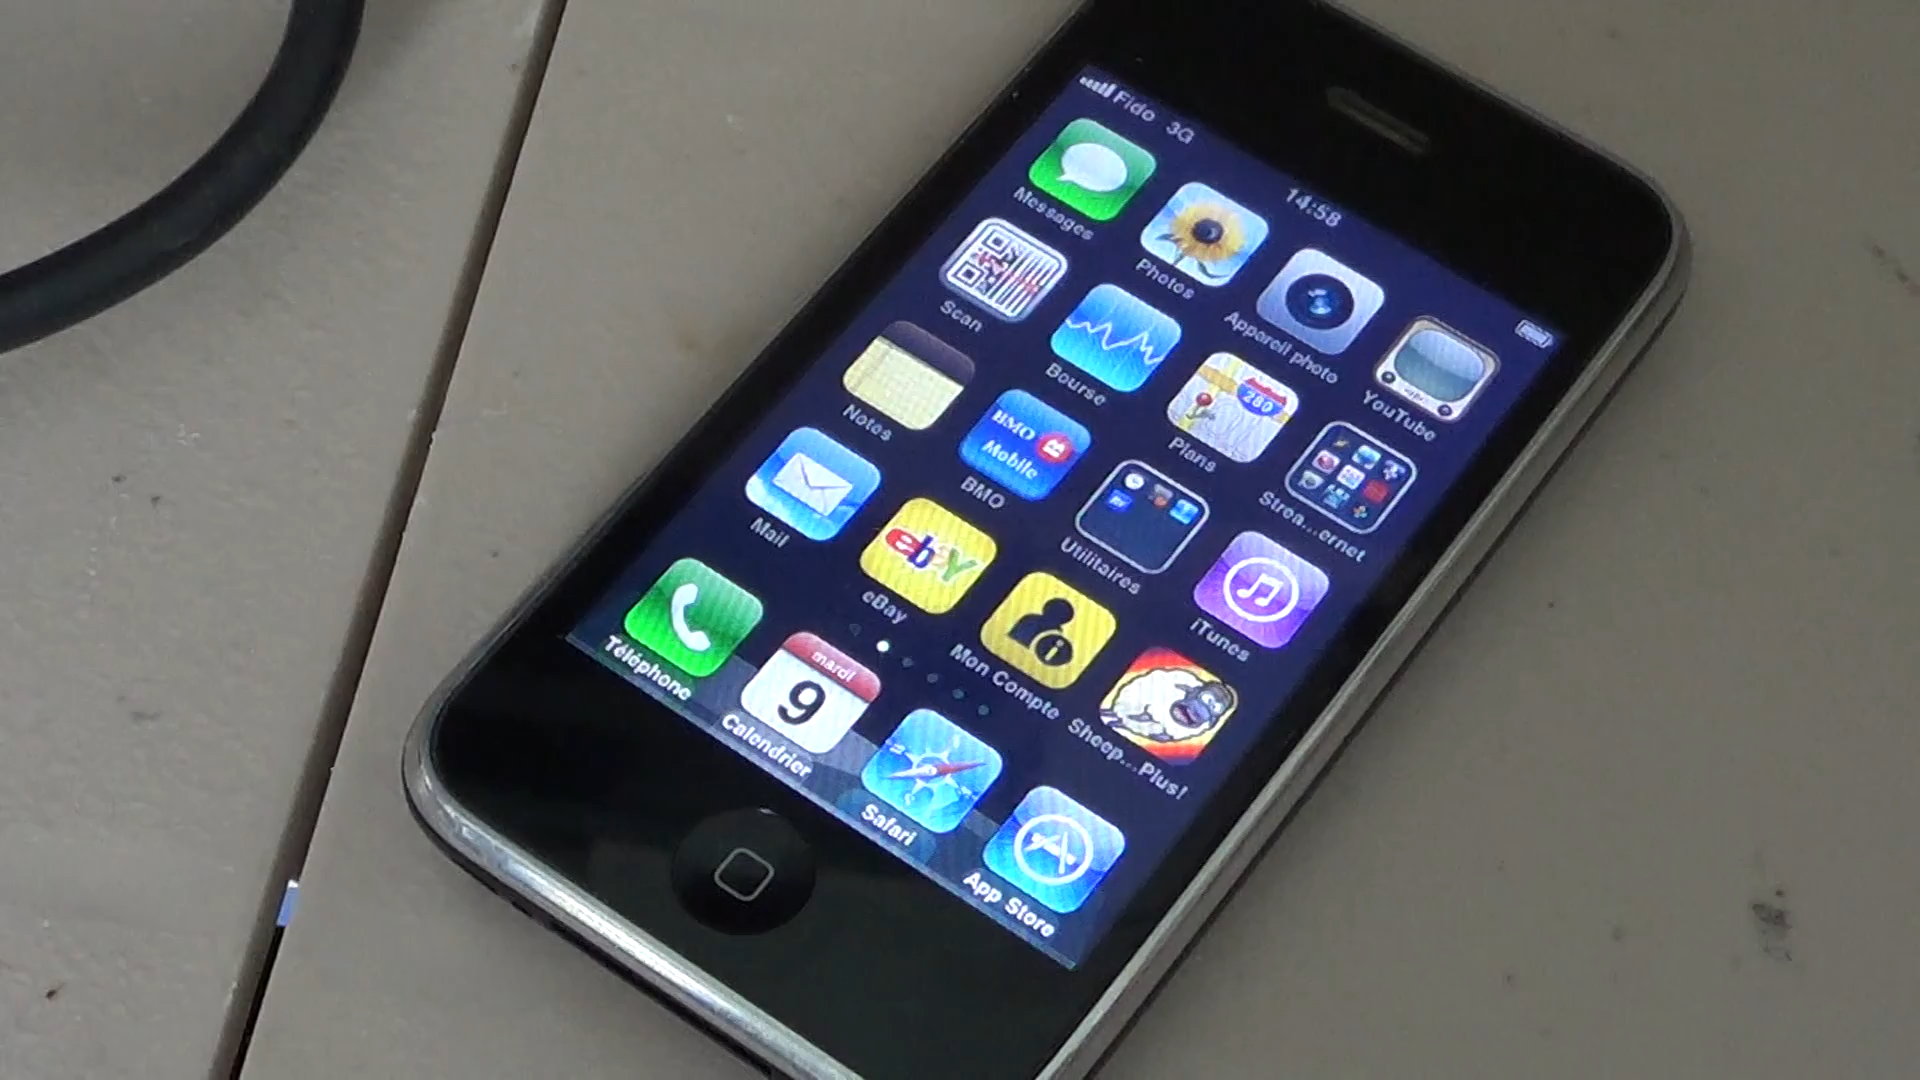 Fido 3G
14:58
Messages
Photos
Appareil photo
YouTube
Scan
Bourse
280
Plans
Strea...ernet
Notes
BMO
Mobile
BMO
Utilitaires
iTunes
Mail
ebY
eBay
Mon Compte
Sheep...Plus!
Téléphone
mardi
9
Calendrier
Safari
App Store